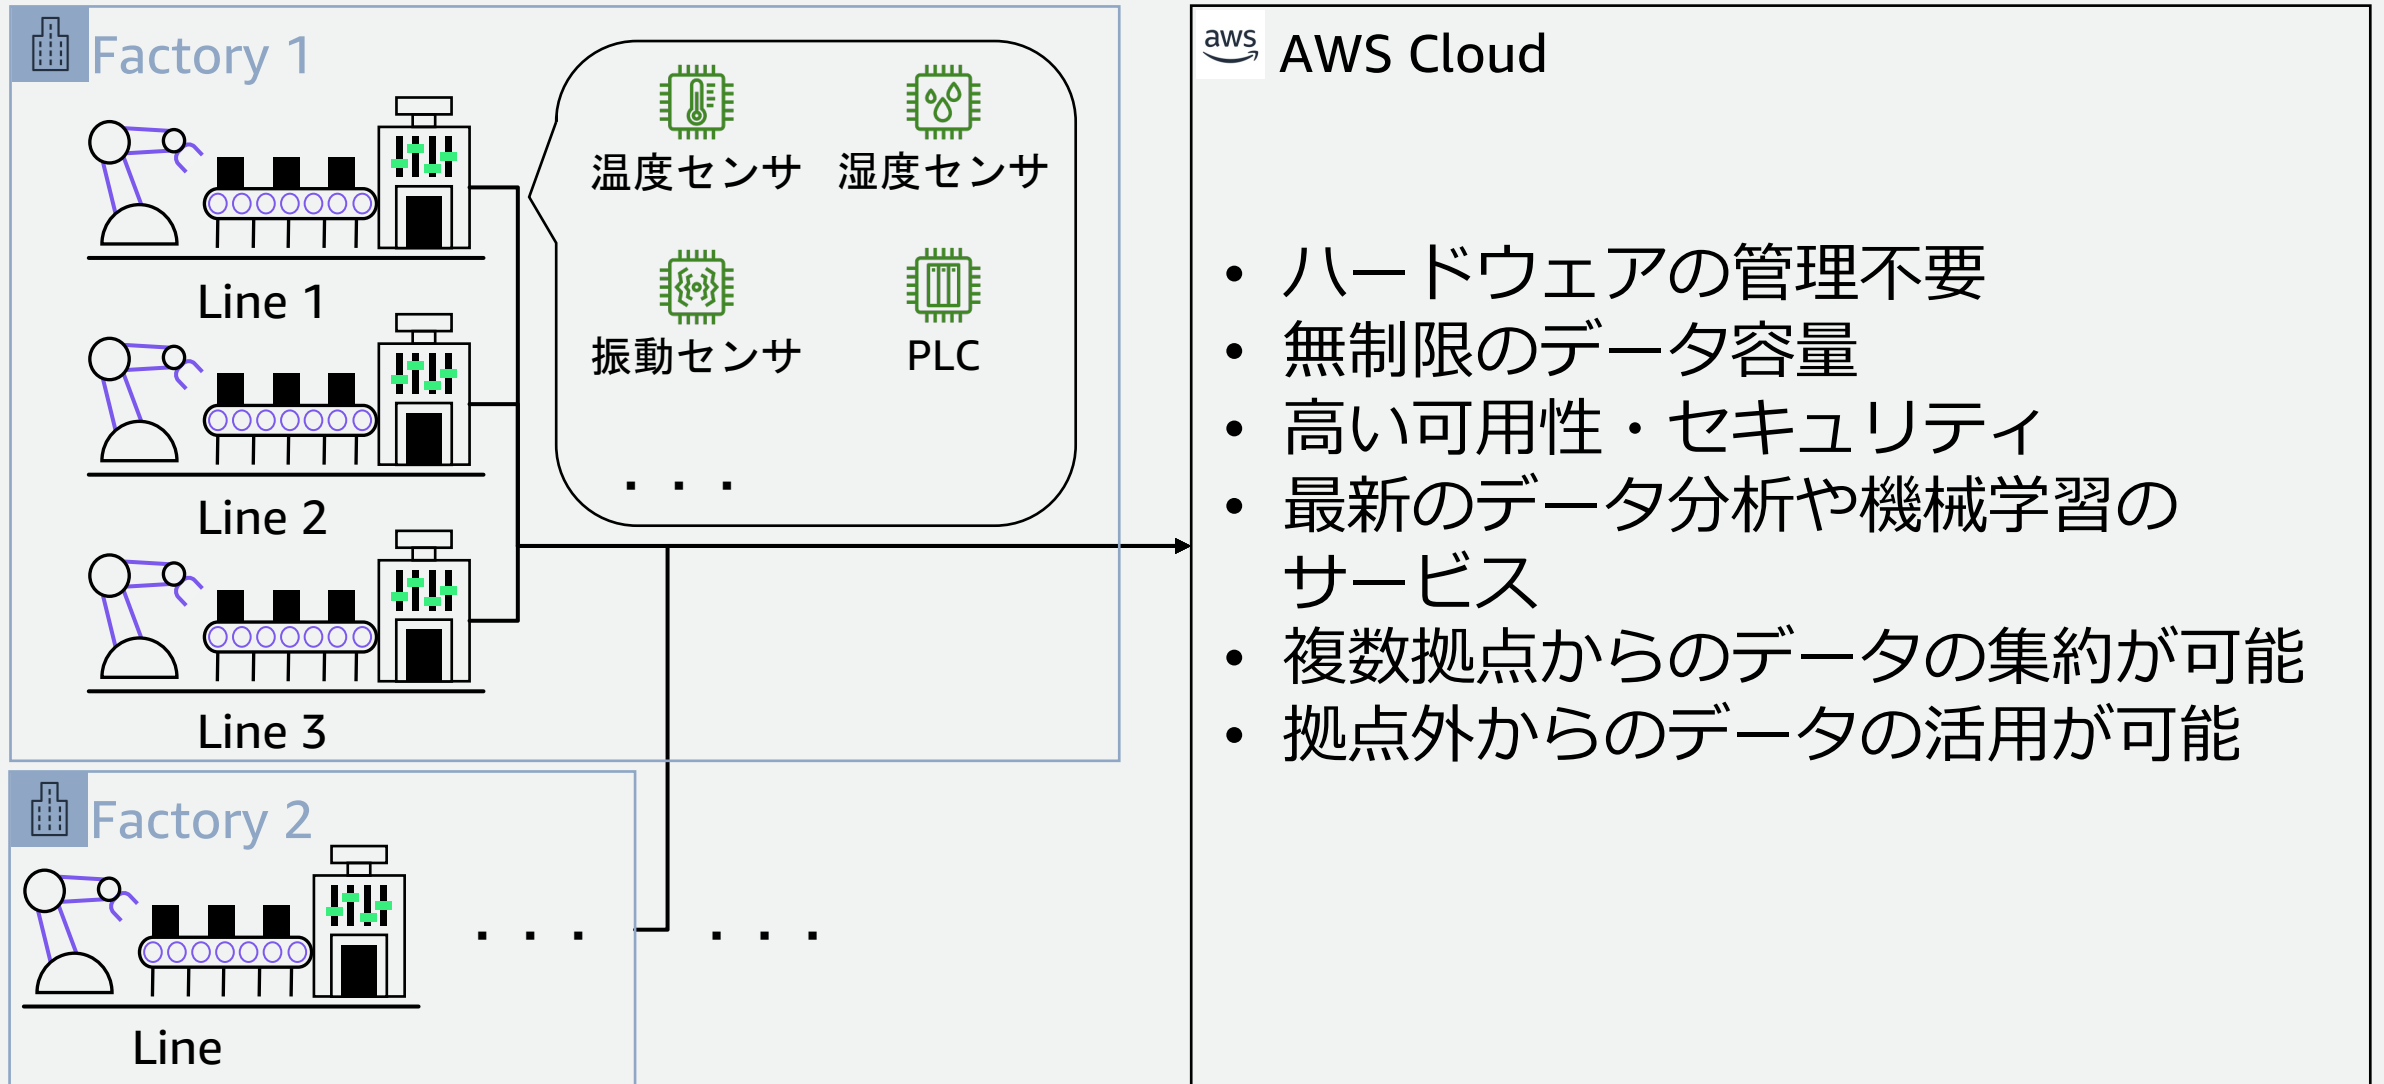 Factory 1
温度センサ
湿度センサ
振動センサ
PLC
. . .
Line 1
Line 2
Line 3
Factory 2
Line
. . .
. . .
aws
AWS Cloud
• ハードウェアの管理不要
• 無制限のデータ容量
• 高い可用性・セキュリティ
• 最新のデータ分析や機械学習の
サービス
• 複数拠点からのデータの集約が可能
• 拠点外からのデータの活用が可能